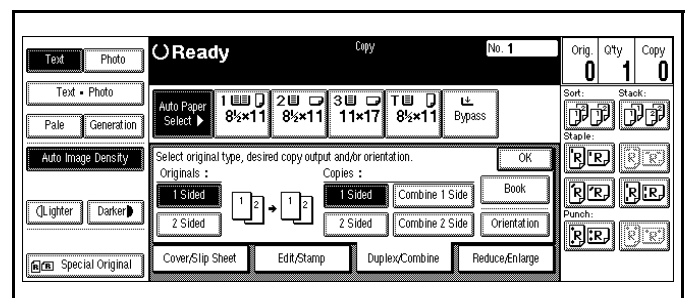 Text Photo
Text • Photo
Pale Generation
Auto Image Density
Lighter Darker
Special Original
Ready Copy No. 1
Auto Paper Select ▶
1 8½×11
2 8½×11
3 11×17
T 8½×11
Bypass
Select original type, desired copy output and/or orientation. OK
Originals : Copies :
1 Sided 1 2 → 1 2 1 Sided Combine 1 Side Book
2 Sided 2 Sided Combine 2 Side Orientation
Cover/Slip Sheet Edit/Stamp Duplex/Combine Reduce/Enlarge
Orig. Q'ty Copy
0 1 0
Sort: Stack:
Staple:
R R R R
R R R R
Punch:
R R R R